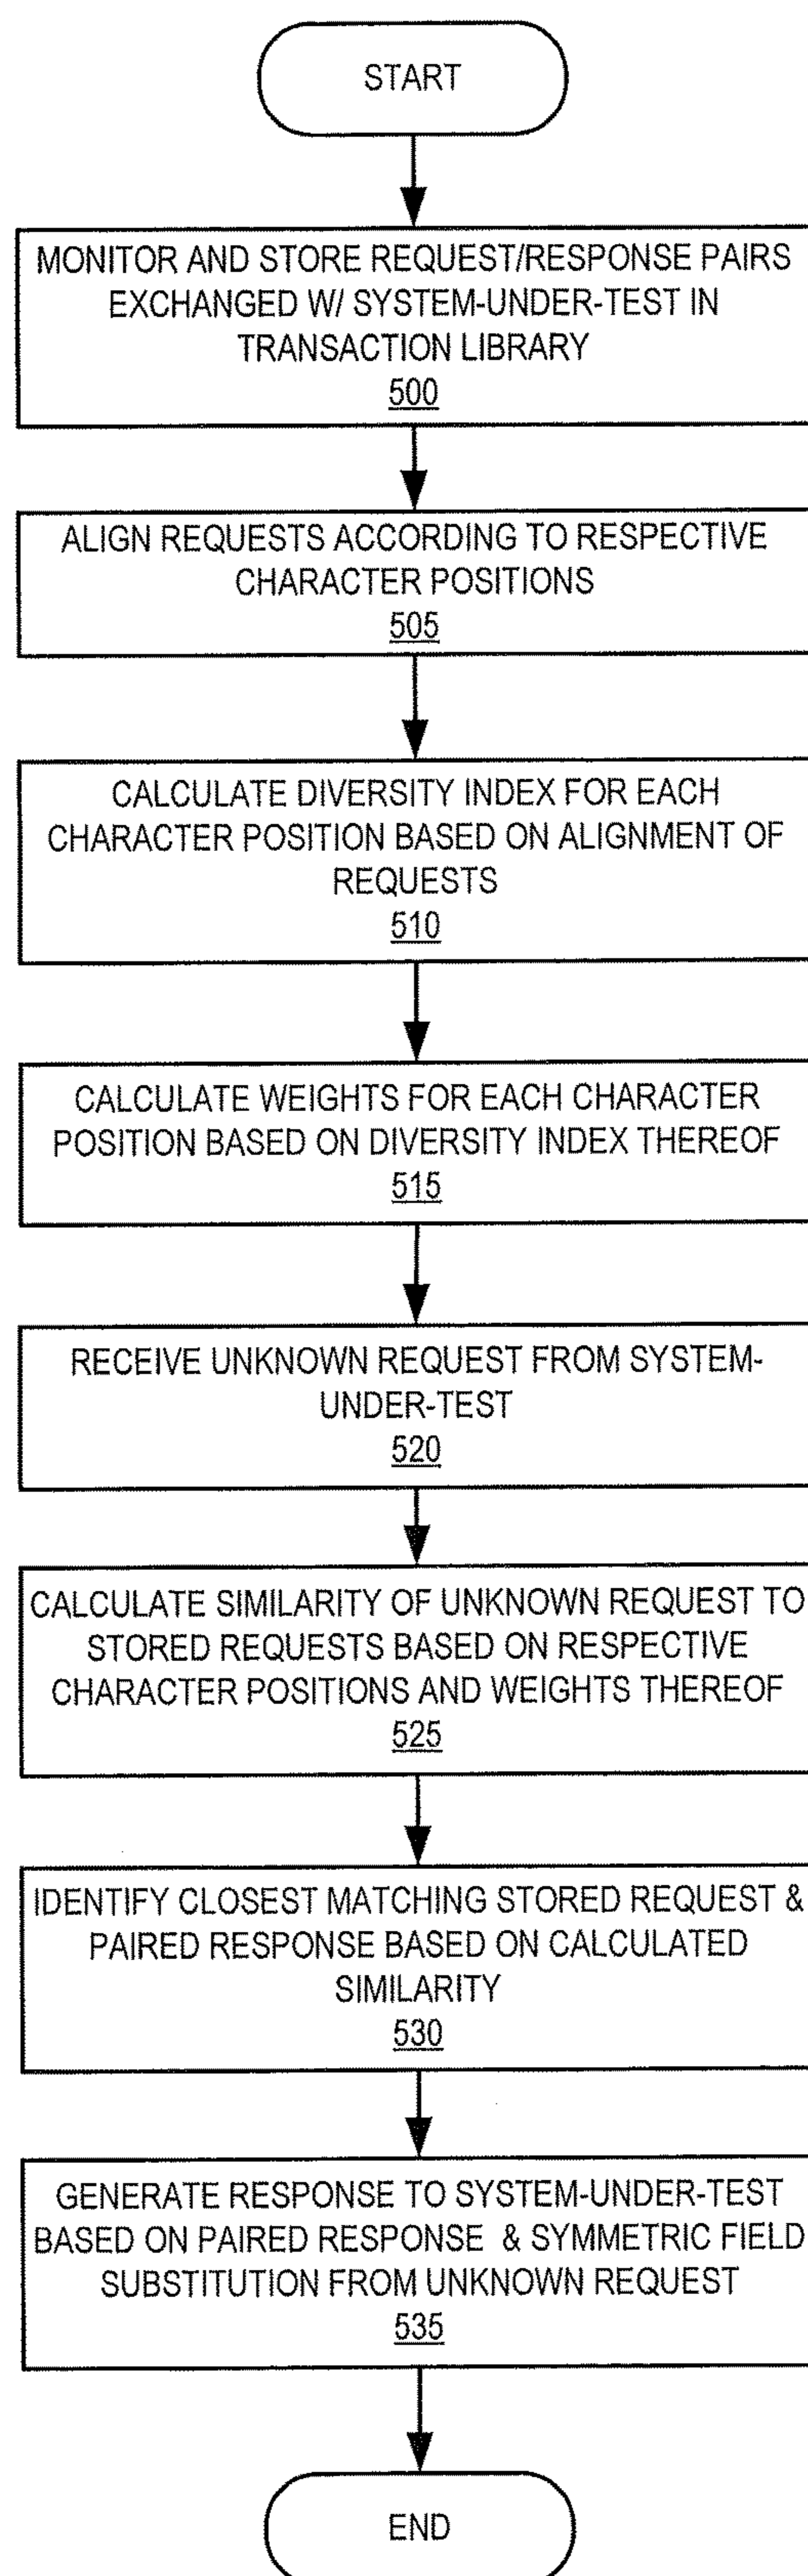 START
MONITOR AND STORE REQUEST/RESPONSE PAIRS
EXCHANGED W/ SYSTEM-UNDER-TEST IN
TRANSACTION LIBRARY
500
ALIGN REQUESTS ACCORDING TO RESPECTIVE
CHARACTER POSITIONS
505
CALCULATE DIVERSITY INDEX FOR EACH
CHARACTER POSITION BASED ON ALIGNMENT OF
REQUESTS
510
CALCULATE WEIGHTS FOR EACH CHARACTER
POSITION BASED ON DIVERSITY INDEX THEREOF
515
RECEIVE UNKNOWN REQUEST FROM SYSTEM-
UNDER-TEST
520
CALCULATE SIMILARITY OF UNKNOWN REQUEST TO
STORED REQUESTS BASED ON RESPECTIVE
CHARACTER POSITIONS AND WEIGHTS THEREOF
525
IDENTIFY CLOSEST MATCHING STORED REQUEST &
PAIRED RESPONSE BASED ON CALCULATED
SIMILARITY
530
GENERATE RESPONSE TO SYSTEM-UNDER-TEST
BASED ON PAIRED RESPONSE & SYMMETRIC FIELD
SUBSTITUTION FROM UNKNOWN REQUEST
535
END